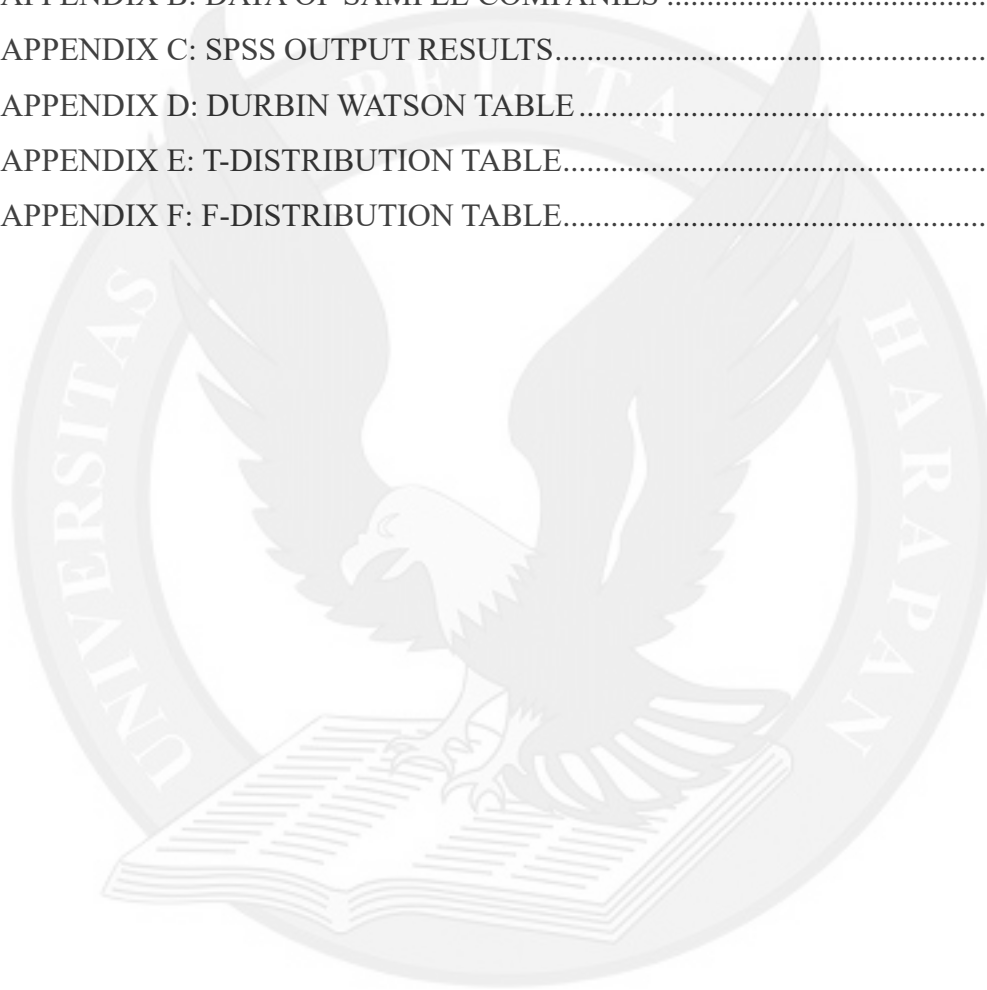 APPENDIX B: DATA OF SAMPLE COMPANIES ........................................
APPENDIX C: SPSS OUTPUT RESULTS.....................................................
APPENDIX D: DURBIN WATSON TABLE..................................................
APPENDIX E: T-DISTRIBUTION TABLE....................................................
APPENDIX F: F-DISTRIBUTION TABLE....................................................
UNIVERSITAS PELITA HARAPAN